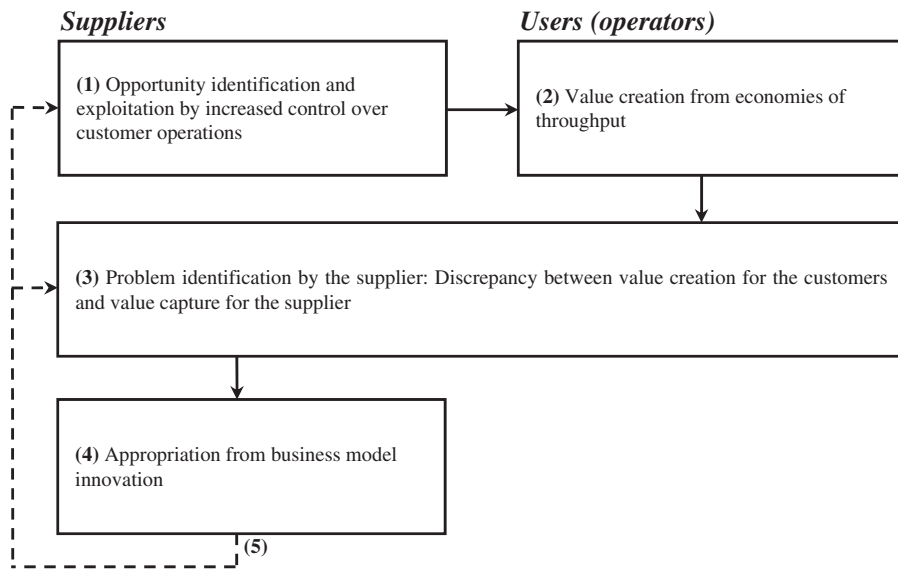 Suppliers
Users (operators)
(1) Opportunity identification and
exploitation by increased control over
customer operations
(2) Value creation from economies of
throughput
(3) Problem identification by the supplier: Discrepancy between value creation for the customers
and value capture for the supplier
(4) Appropriation from business model
innovation
(5)